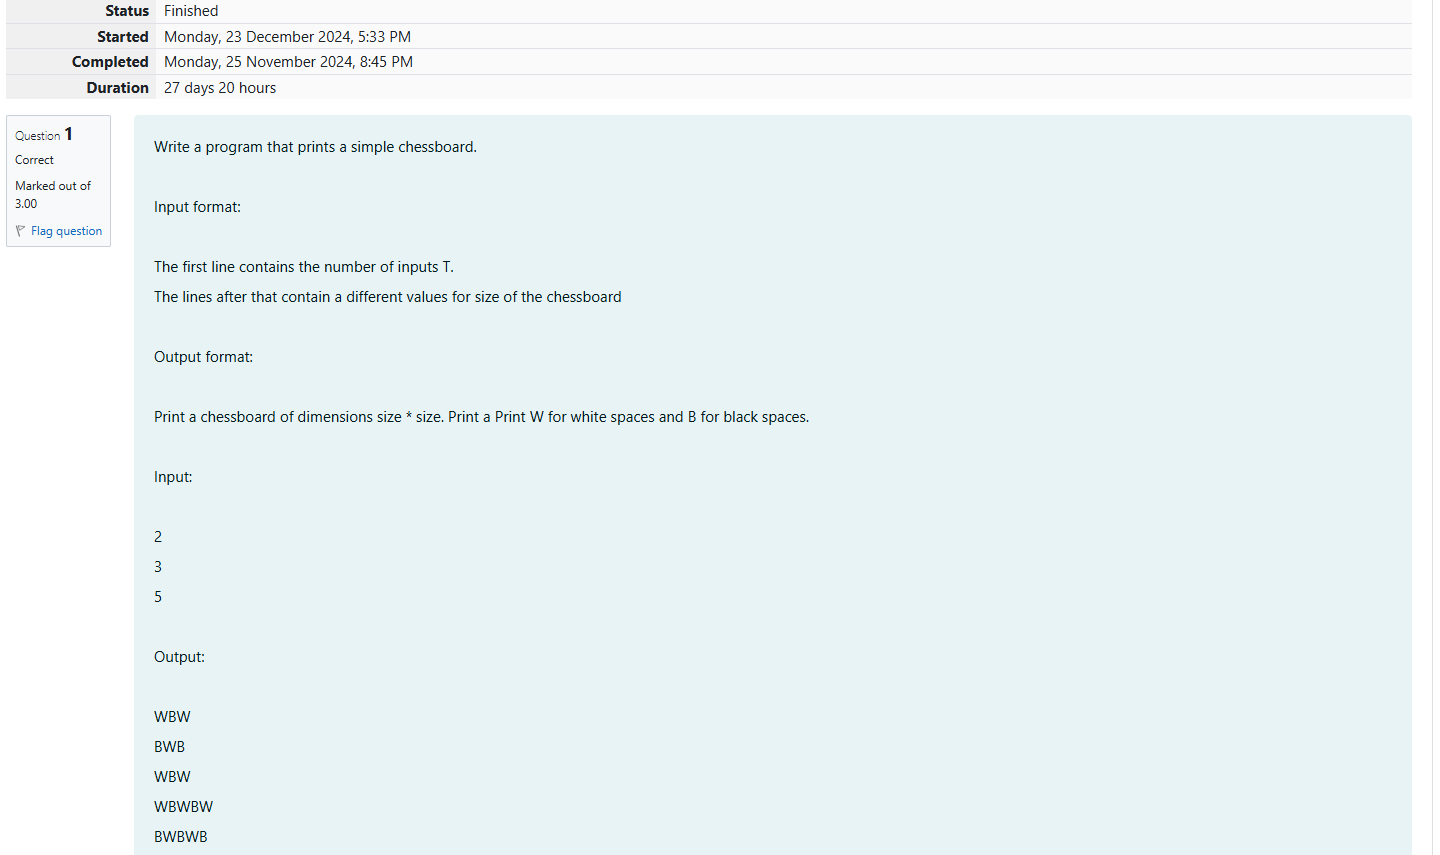 Status Finished
Started Monday, 23 December 2024, 5:33 PM
Completed Monday, 25 November 2024, 8:45 PM
Duration 27 days 20 hours
Question 1
Correct
Marked out of
3.00
Flag question
Write a program that prints a simple chessboard.
Input format:
The first line contains the number of inputs T.
The lines after that contain a different values for size of the chessboard
Output format:
Print a chessboard of dimensions size * size. Print a Print W for white spaces and B for black spaces.
Input:
2
3
5
Output:
WBW
BWB
WBW
WBWBW
BWBWB